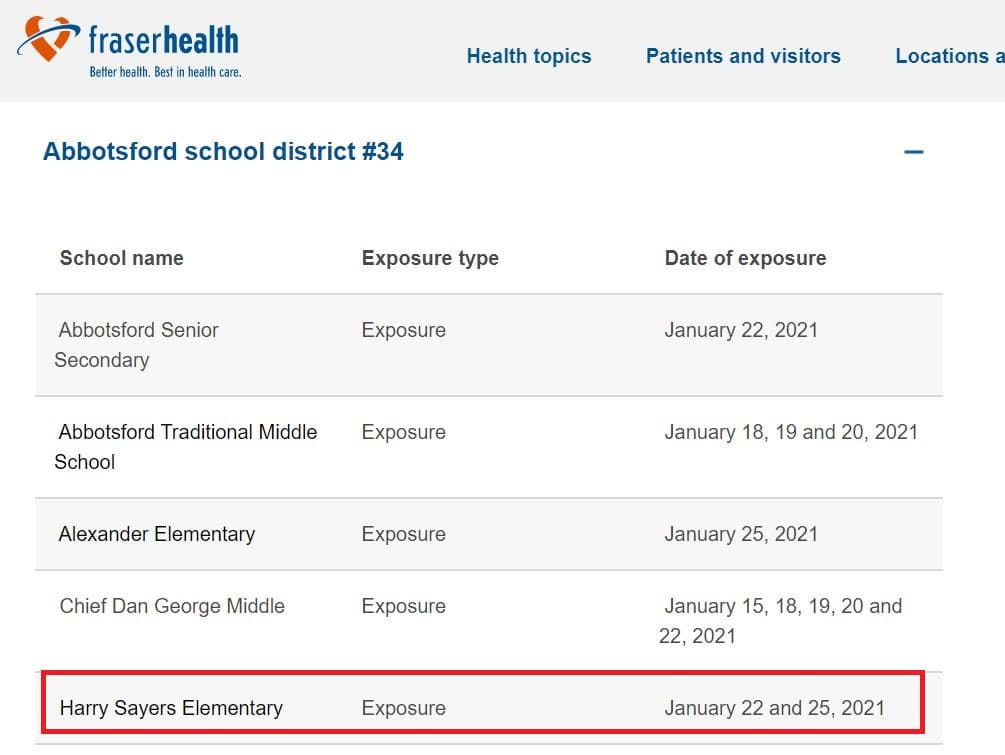 fraserhealth
Better health. Best in health care.
Health topics Patients and visitors Locations a
Abbotsford school district #34
School name Exposure type Date of exposure
Abbotsford Senior Exposure January 22, 2021
Secondary
Abbotsford Traditional Middle Exposure January 18, 19 and 20, 2021
School
Alexander Elementary Exposure January 25, 2021
Chief Dan George Middle Exposure January 15, 18, 19, 20 and
22, 2021
Harry Sayers Elementary Exposure January 22 and 25, 2021